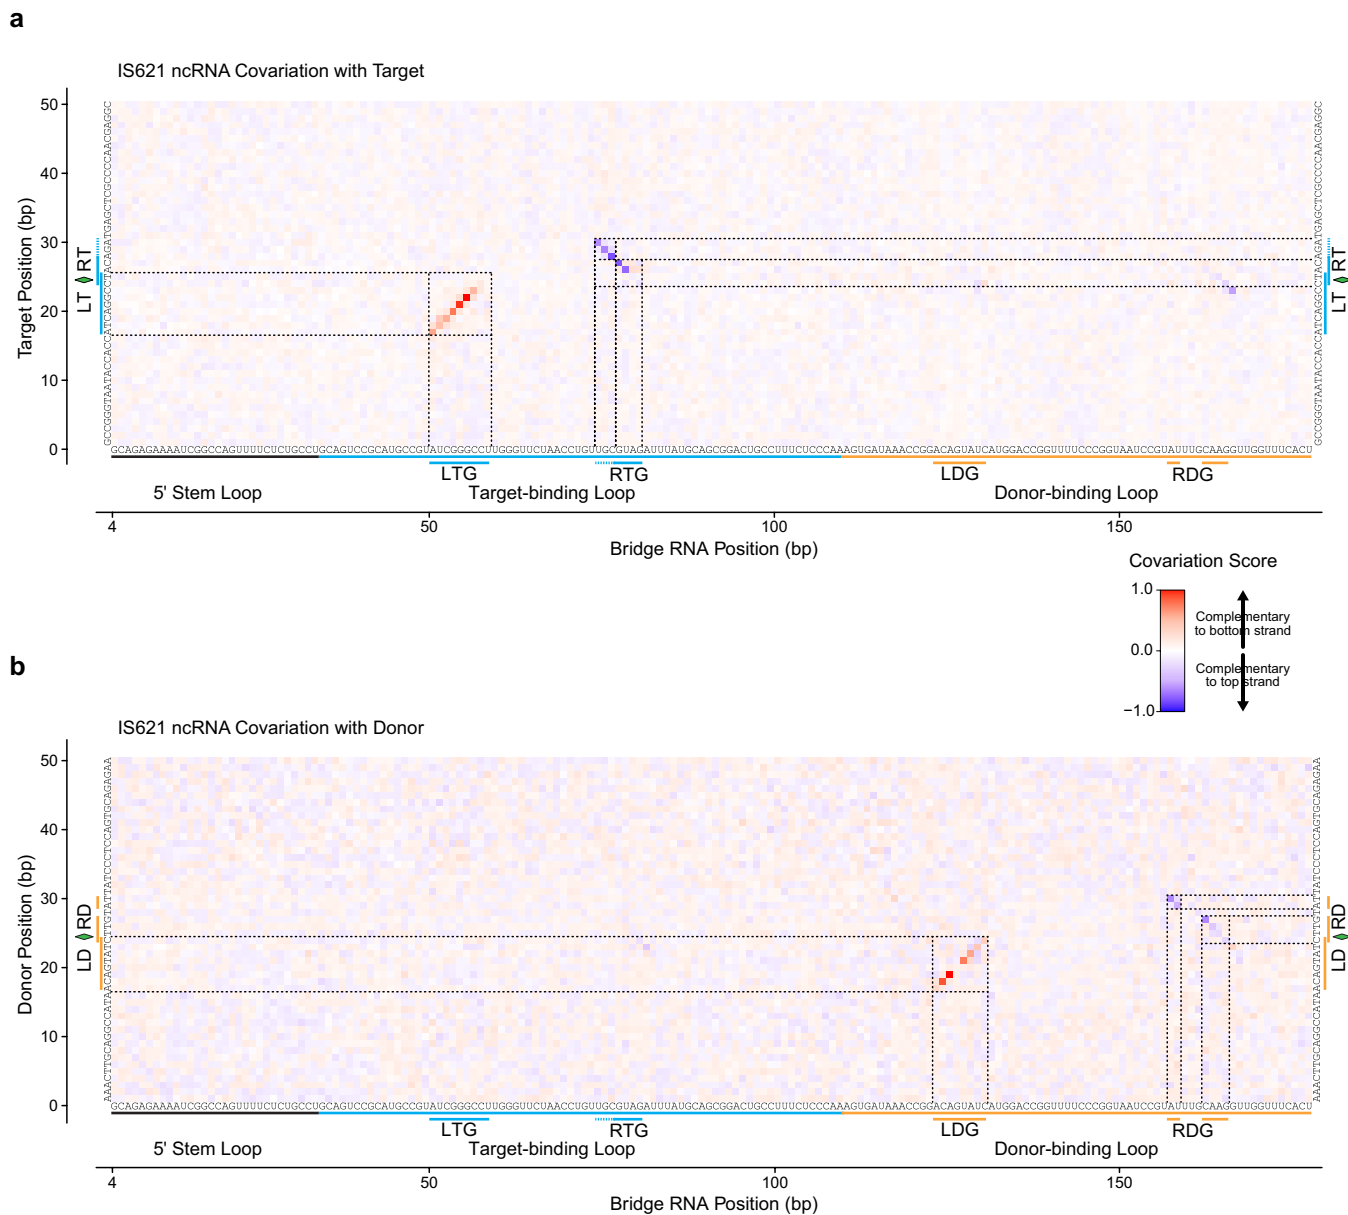 a
IS621 ncRNA Covariation with Target
50
40
30
20
10
0
Target Position (bp)
LT
RT
LT
RT
GCAGAGAAAAUCGGCCAGUUUUCUCUGCCUGCAGUCCGCAUGCCGUAUCGGGCCUUGGGUUCUAACCUGUUGCGUAGAUUUAUGCAGCGGACUGCCUUUCUCCCAAAGUGAUAAACCGGACAGUAUCAUGGACCGGUUUUCCCGGUAAUCCGUAUUUGCAAGGUUGGUUUCACU
LTG
RTG
LDG
RDG
5' Stem Loop
Target-binding Loop
Donor-binding Loop
4
50
100
150
Bridge RNA Position (bp)
Covariation Score
1.0
0.0
−1.0
Complementary
to bottom strand
Complementary
to top strand
b
IS621 ncRNA Covariation with Donor
50
40
30
20
10
0
Donor Position (bp)
LD
RD
LD
RD
GCAGAGAAAAUCGGCCAGUUUUCUCUGCCUGCAGUCCGCAUGCCGUAUCGGGCCUUGGGUUCUAACCUGUUGCGUAGAUUUAUGCAGCGGACUGCCUUUCUCCCAAAGUGAUAAACCGGACAGUAUCAUGGACCGGUUUUCCCGGUAAUCCGUAUUUGCAAGGUUGGUUUCACU
LTG
RTG
LDG
RDG
5' Stem Loop
Target-binding Loop
Donor-binding Loop
4
50
100
150
Bridge RNA Position (bp)